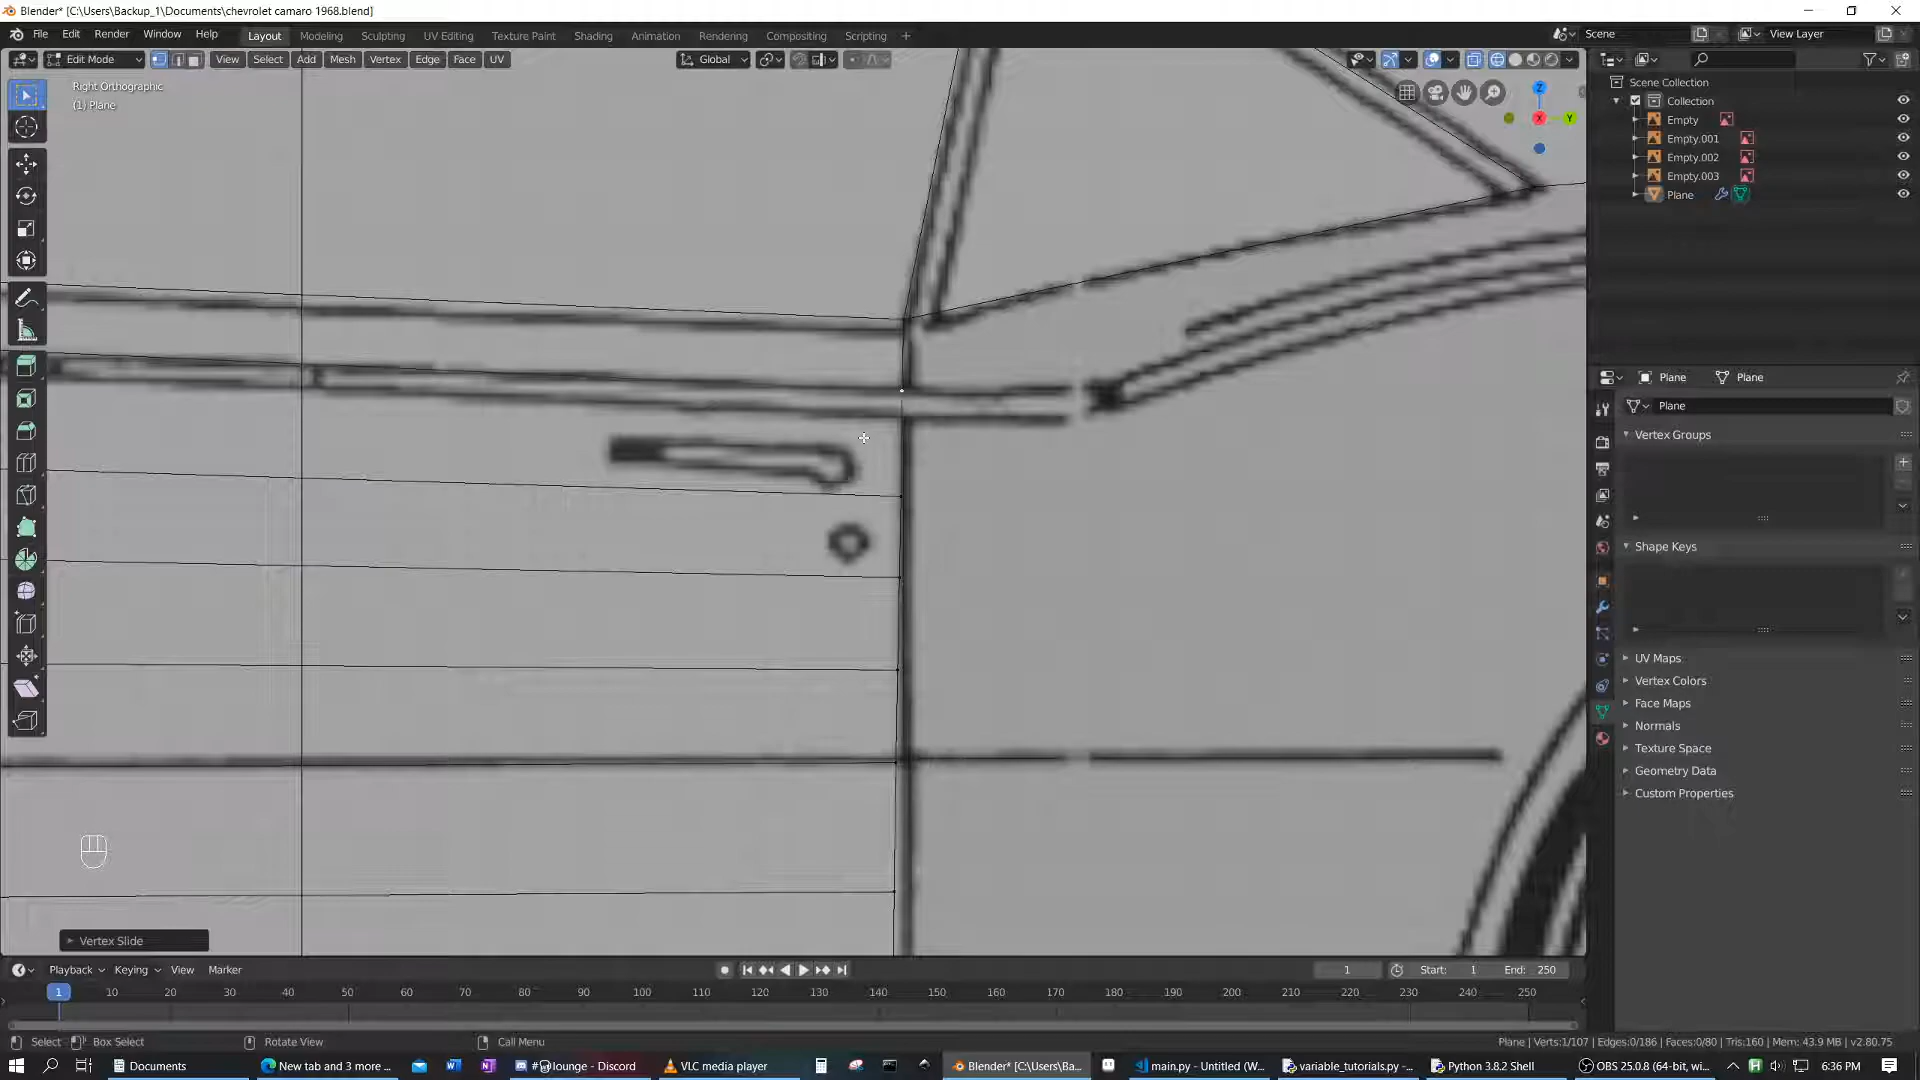 Blender* [C:\Users\Backup_1\Documents\chevrolet camaro 1968.blend]
File Edit Render Window Help Layout Modeling Sculpting UV Editing Texture Paint Shading Animation Rendering Compositing Scripting + Scene View Layer
Edit Mode View Select Add Mesh Vertex Edge Face UV Global
Right Orthographic
(1) Plane
Z
X
Y
Scene Collection
Collection
Empty
Empty.001
Empty.002
Empty.003
Plane
Plane Plane
Plane
Vertex Groups
Shape Keys
UV Maps
Vertex Colors
Face Maps
Normals
Texture Space
Geometry Data
Custom Properties
Vertex Slide
Playback Keying View Marker 1 Start: 1 End: 250
1 10 20 30 40 50 60 70 80 90 100 110 120 130 140 150 160 170 180 190 200 210 220 230 240 250
Select Box Select Rotate View Call Menu Plane | Verts:1/107 | Edges:0/186 | Faces:0/80 | Tris:160 | Mem: 43.9 MB | v2.80.75
Documents New tab and 3 more ... lounge - Discord VLC media player Blender* [C:\Users\Ba... main.py - Untitled (W... variable_tutorials.py -... Python 3.8.2 Shell OBS 25.0.8 (64-bit, wi... 6:36 PM